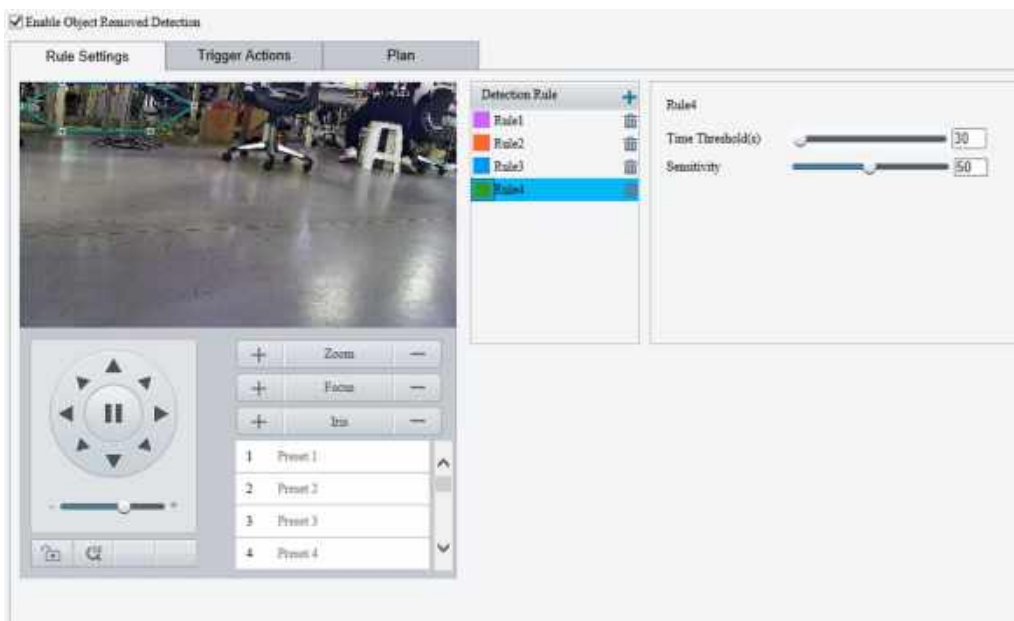 Enable Object Removed Detection
Rule Settings Trigger Actions Plan
Detection Rule
Rule1
Rule2
Rule3
Rule4
Rule4
Time Threshold(s) 30
Sensitivity 50
+ Zoom −
+ Focus −
+ Iris −
1 Preset 1
2 Preset 2
3 Preset 3
4 Preset 4